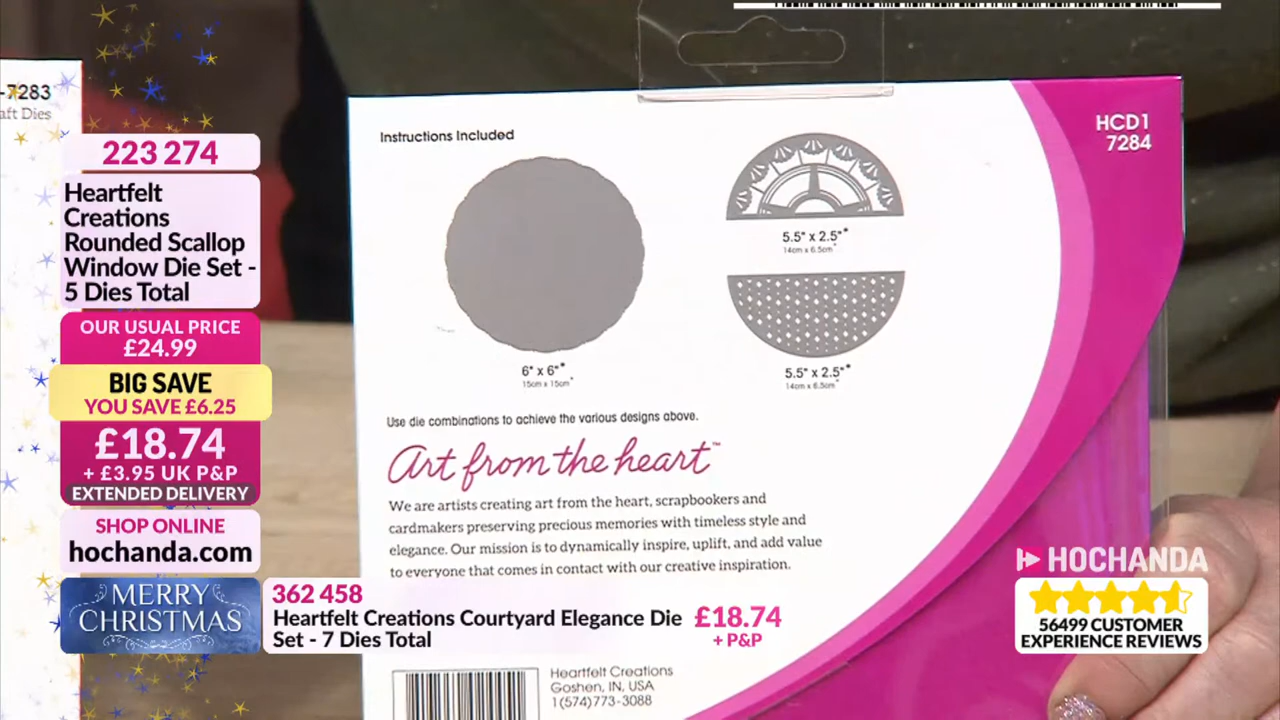 -7283
aft Dies
223 274
Heartfelt
Creations
Rounded Scallop
Window Die Set -
5 Dies Total
OUR USUAL PRICE
£24.99
BIG SAVE
YOU SAVE £6.25
£18.74
+ £3.95 UK P&P
EXTENDED DELIVERY
SHOP ONLINE
hochanda.com
MERRY
CHRISTMAS
362 458
Heartfelt Creations Courtyard Elegance Die
Set - 7 Dies Total
£18.74
+ P&P
Instructions Included
HCD1
7284
5.5" x 2.5"*
14cm x 6.5cm*
6" x 6"*
15cm x 15cm*
5.5" x 2.5"*
14cm x 6.5cm*
Use die combinations to achieve the various designs above.
Art from the heart™
We are artists creating art from the heart, scrapbookers and
cardmakers preserving precious memories with timeless style and
elegance. Our mission is to dynamically inspire, uplift, and add value
to everyone that comes in contact with our creative inspiration.
Heartfelt Creations
Goshen, IN, USA
1(574)773-3088
HOCHANDA
56499 CUSTOMER
EXPERIENCE REVIEWS